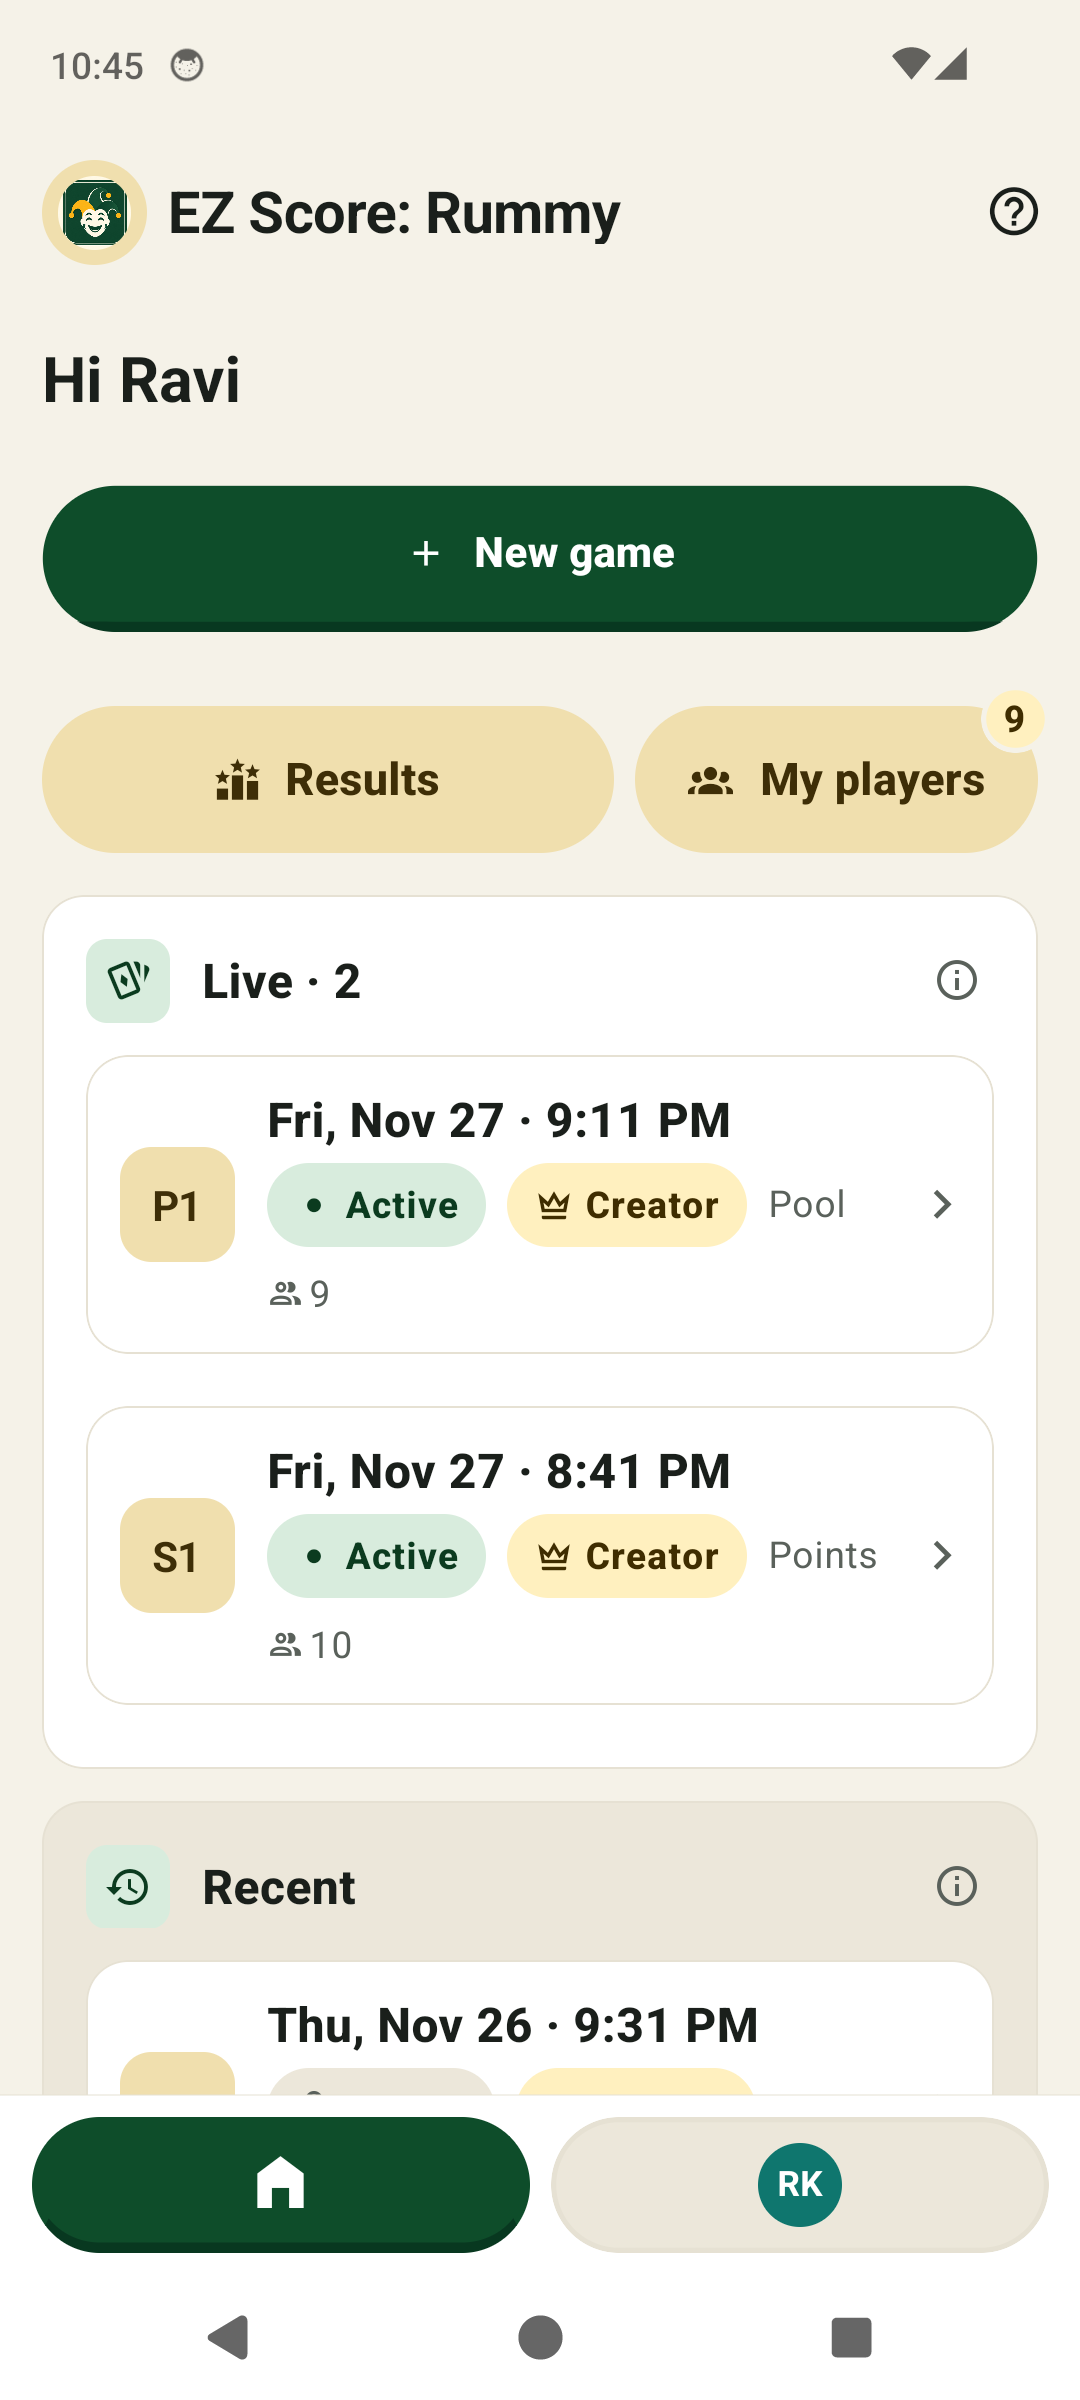 10:45
EZ Score: Rummy
Hi Ravi
+ New game
Results
My players
9
Live · 2
Fri, Nov 27 · 9:11 PM
P1
• Active
Creator
Pool
9
Fri, Nov 27 · 8:41 PM
S1
• Active
Creator
Points
10
Recent
Thu, Nov 26 · 9:31 PM
RK